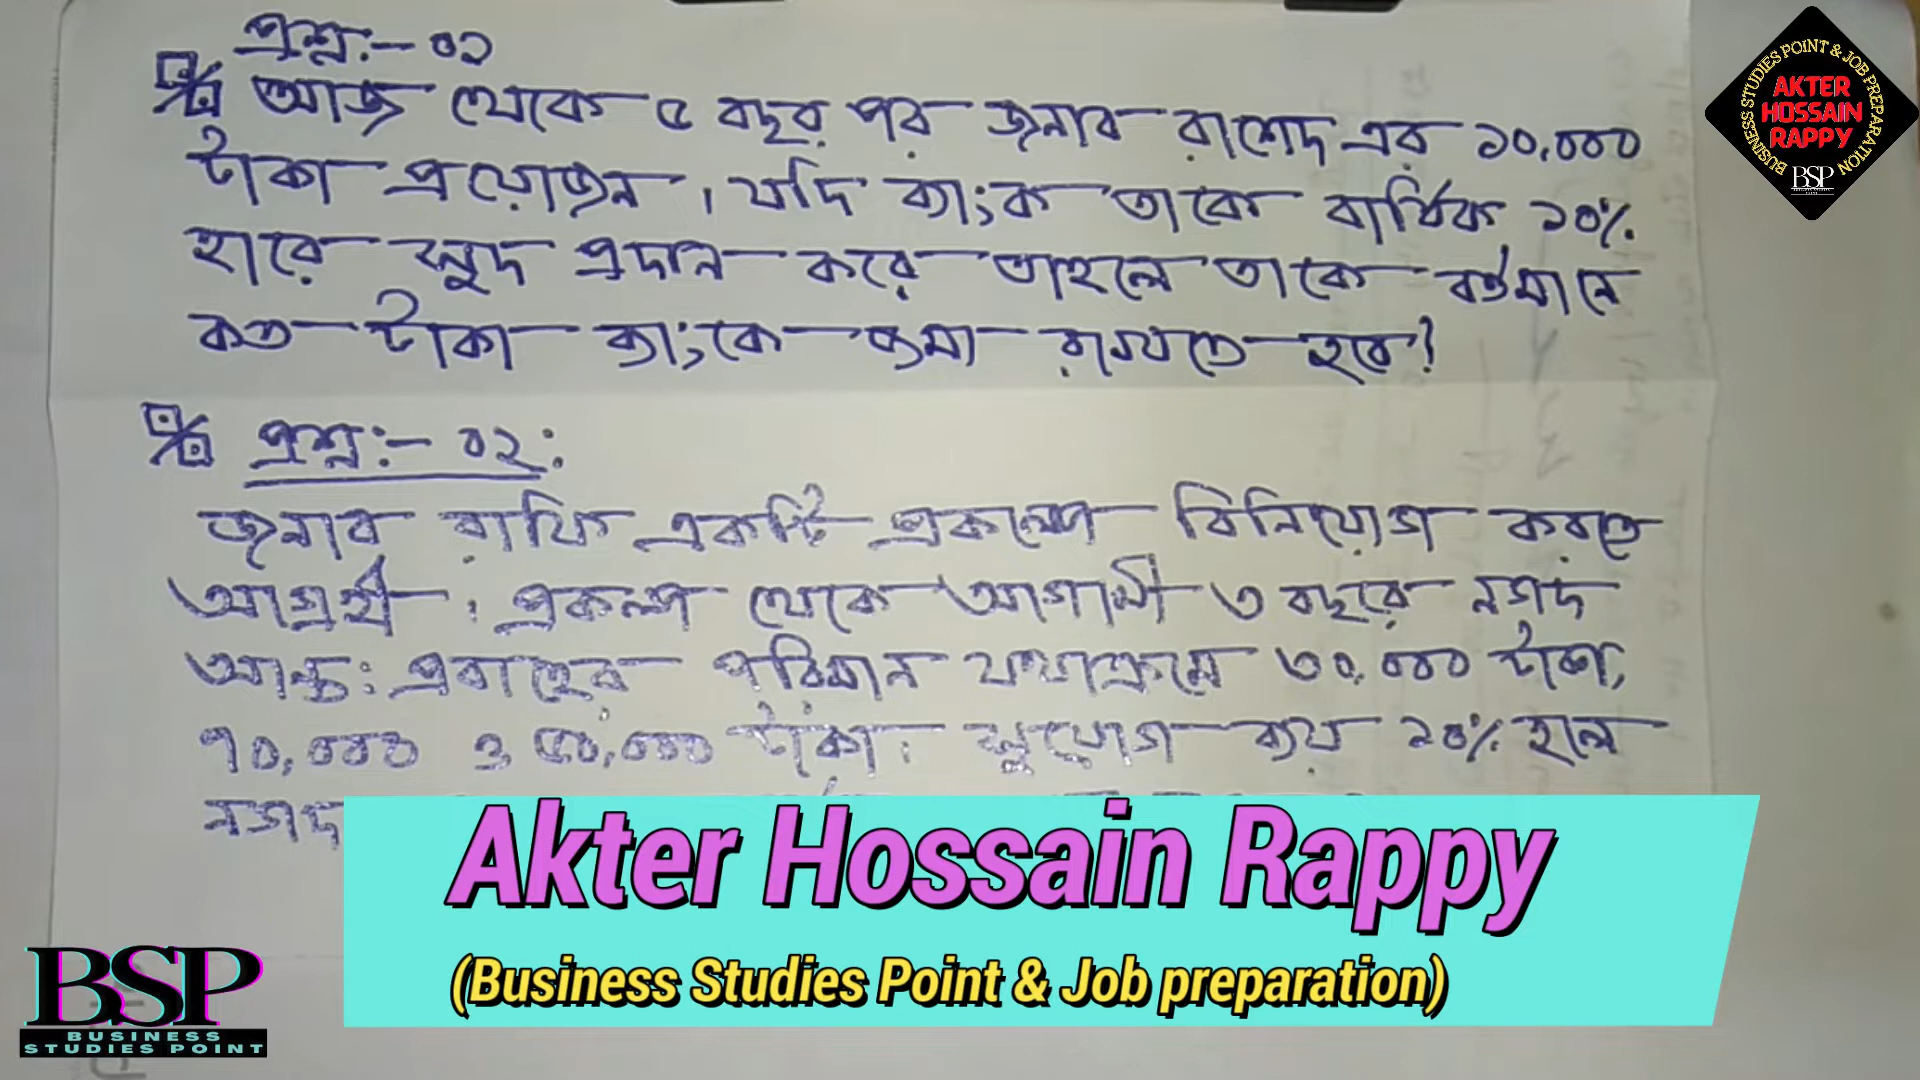 প্রশ্ন:- ০১
আজ থেকে ৫ বছর পর জনাব রাশেদ এর ১০,০০০
টাকা প্রয়োজন । যদি ব্যাংক তাকে বার্ষিক ১০%
হারে সুদ প্রদান করে তাহলে তাকে বর্তমানে
কত টাকা ব্যাংকে জমা রাখতে হবে?
প্রশ্ন:- ০২:
জনাব রাফি একটি প্রকল্পে বিনিয়োগ করতে
আগ্রহী । প্রকল্প থেকে আগামী ৩ বছরে নগদ
আন্ত: প্রবাহের পরিমান যথাক্রমে ৩০,০০০ টাকা,
৭০,০০০ ও ৫০,০০০ টাকা। সুযোগ ব্যয় ১০% হলে
নগদ
Akter Hossain Rappy
(Business Studies Point & Job preparation)
BSP
BUSINESS
STUDIES POINT
BUSINESS STUDIES POINT & JOB PREPARATION
AKTER
HOSSAIN
RAPPY
BSP